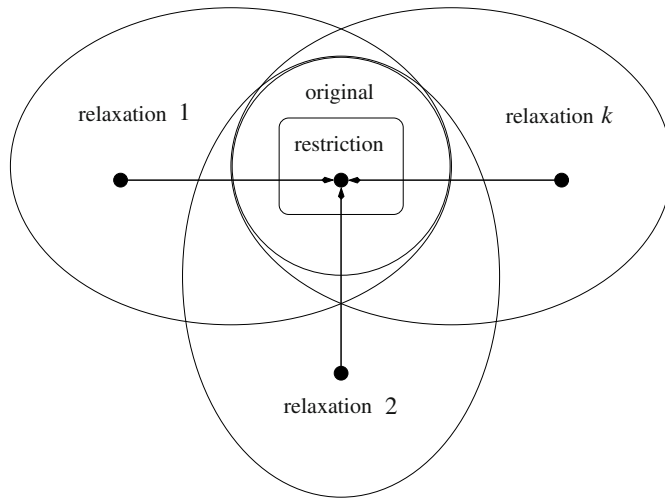 original
relaxation 1
relaxation k
restriction
relaxation 2